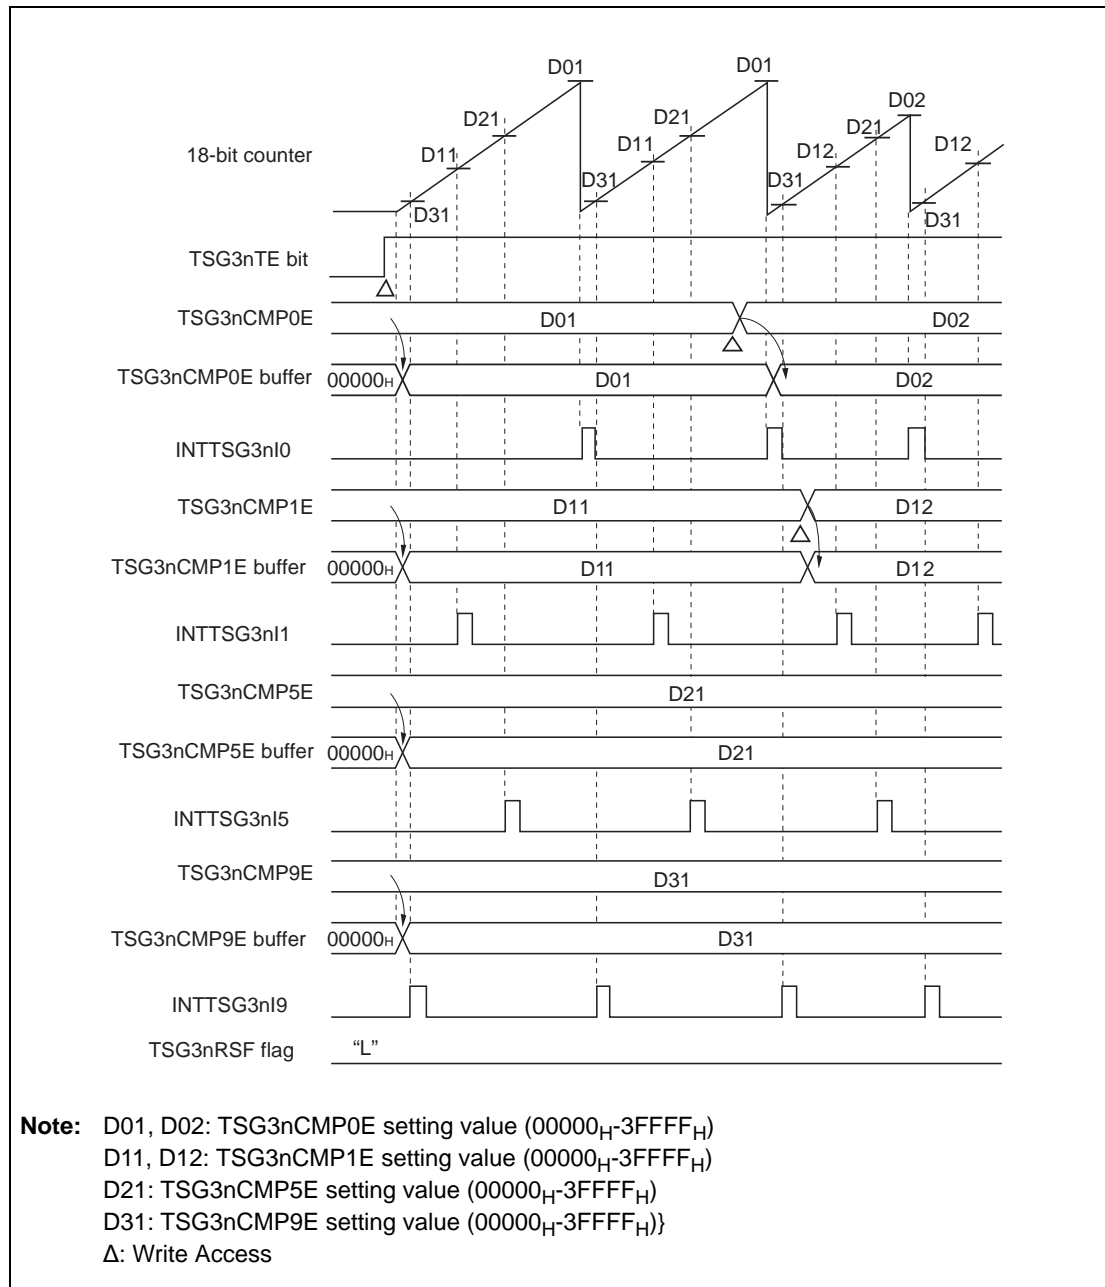 D01 D01
D02
D21 D21 D21
D11 D11 D12 D12
18-bit counter
D31 D31
D31 D31
TSG3nTE bit
Δ
TSG3nCMP0E D01 D02
Δ
TSG3nCMP0E buffer 00000H D01 D02
INTTSG3nI0
TSG3nCMP1E D11 D12
Δ
TSG3nCMP1E buffer 00000H D11 D12
INTTSG3nI1
TSG3nCMP5E D21
TSG3nCMP5E buffer 00000H D21
INTTSG3nI5
TSG3nCMP9E D31
TSG3nCMP9E buffer 00000H D31
INTTSG3nI9
TSG3nRSF flag “L”
Note: D01, D02: TSG3nCMP0E setting value (00000H-3FFFFH)
D11, D12: TSG3nCMP1E setting value (00000H-3FFFFH)
D21: TSG3nCMP5E setting value (00000H-3FFFFH)
D31: TSG3nCMP9E setting value (00000H-3FFFFH)}
Δ: Write Access